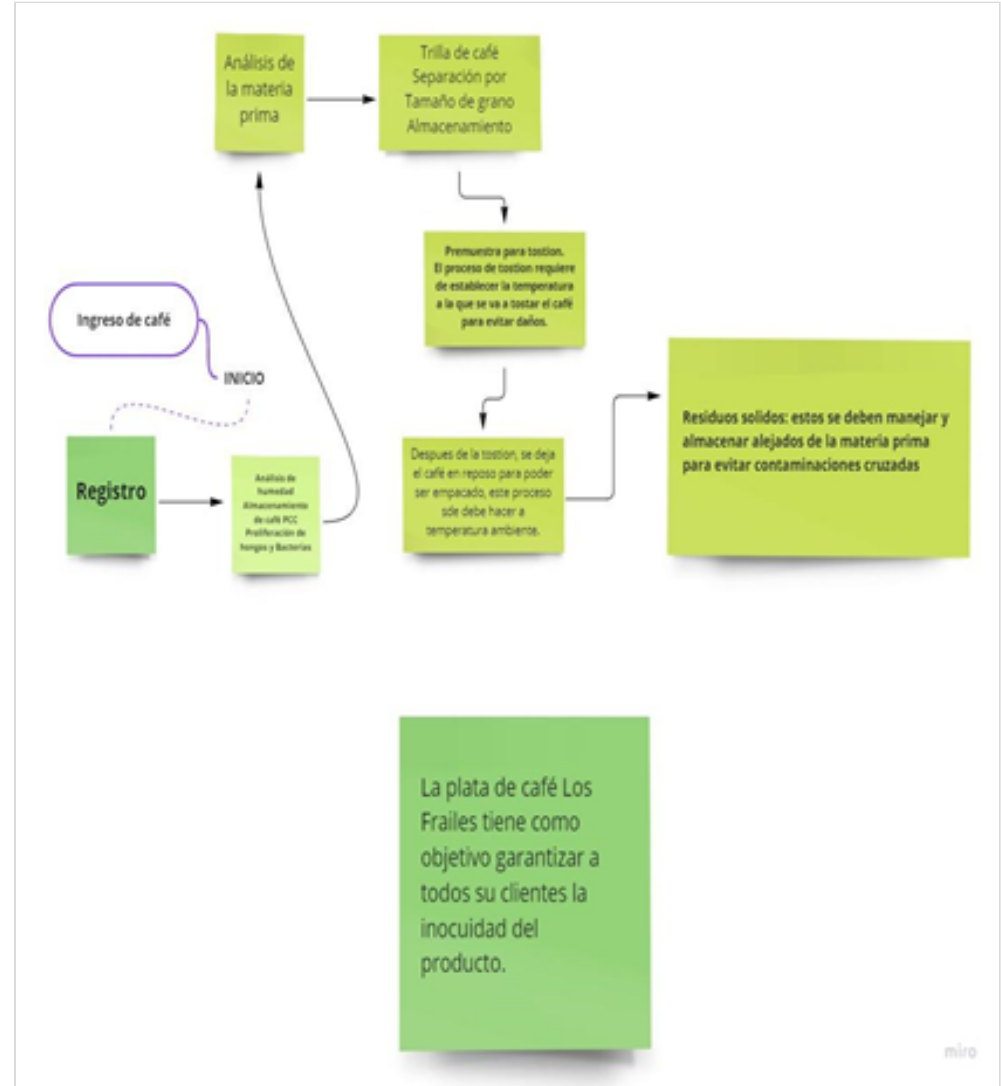 Ingreso de café
INICIO
Registro
Análisis de
humedad
Almacenamiento
de café PCC
Proliferación de
hongos y Bacterias
Análisis de
la materia
prima
Trilla de café
Separación por
Tamaño de grano
Almacenamiento
Premuestra para tostion.
El proceso de tostion requiere
de establecer la temperatura
a la que se va a tostar el café
para evitar daños.
Despues de la tostion, se deja
el café en reposo para poder
ser empacado, este proceso
sde debe hacer a
temperatura ambiente.
Residuos solidos: estos se deben manejar y
almacenar alejados de la materia prima
para evitar contaminaciones cruzadas
La plata de café Los
Frailes tiene como
objetivo garantizar a
todos su clientes la
inocuidad del
producto.
miro